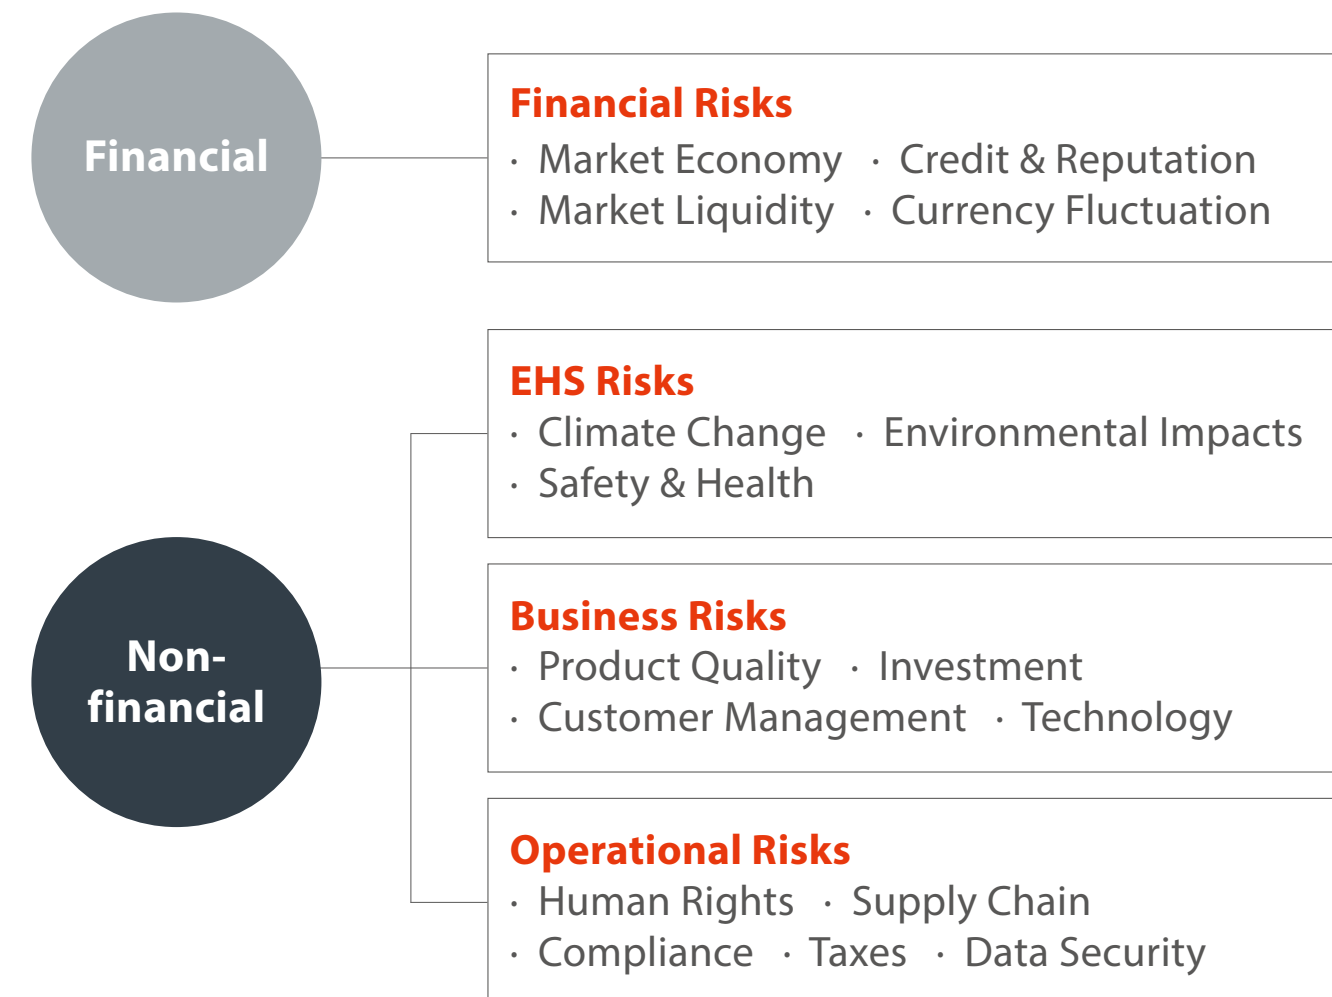 Financial
Financial Risks
· Market Economy · Credit & Reputation
· Market Liquidity · Currency Fluctuation
Non-
financial
EHS Risks
· Climate Change · Environmental Impacts
· Safety & Health
Business Risks
· Product Quality · Investment
· Customer Management · Technology
Operational Risks
· Human Rights · Supply Chain
· Compliance · Taxes · Data Security